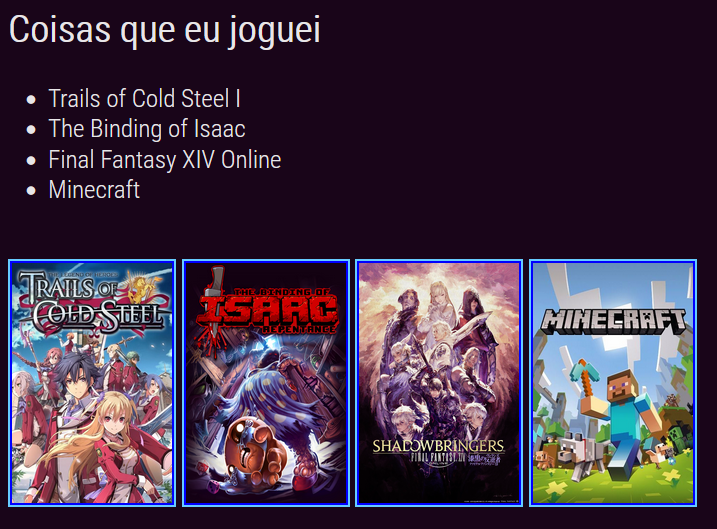 Coisas que eu joguei
Trails of Cold Steel I
The Binding of Isaac
Final Fantasy XIV Online
Minecraft
THE LEGEND OF HEROES
TRAILS OF
COLD STEEL
THE BINDING OF
ISAAC
REPENTANCE
SHADOWBRINGERS
FINAL FANTASY XIV
ONLINE
MINECRAFT